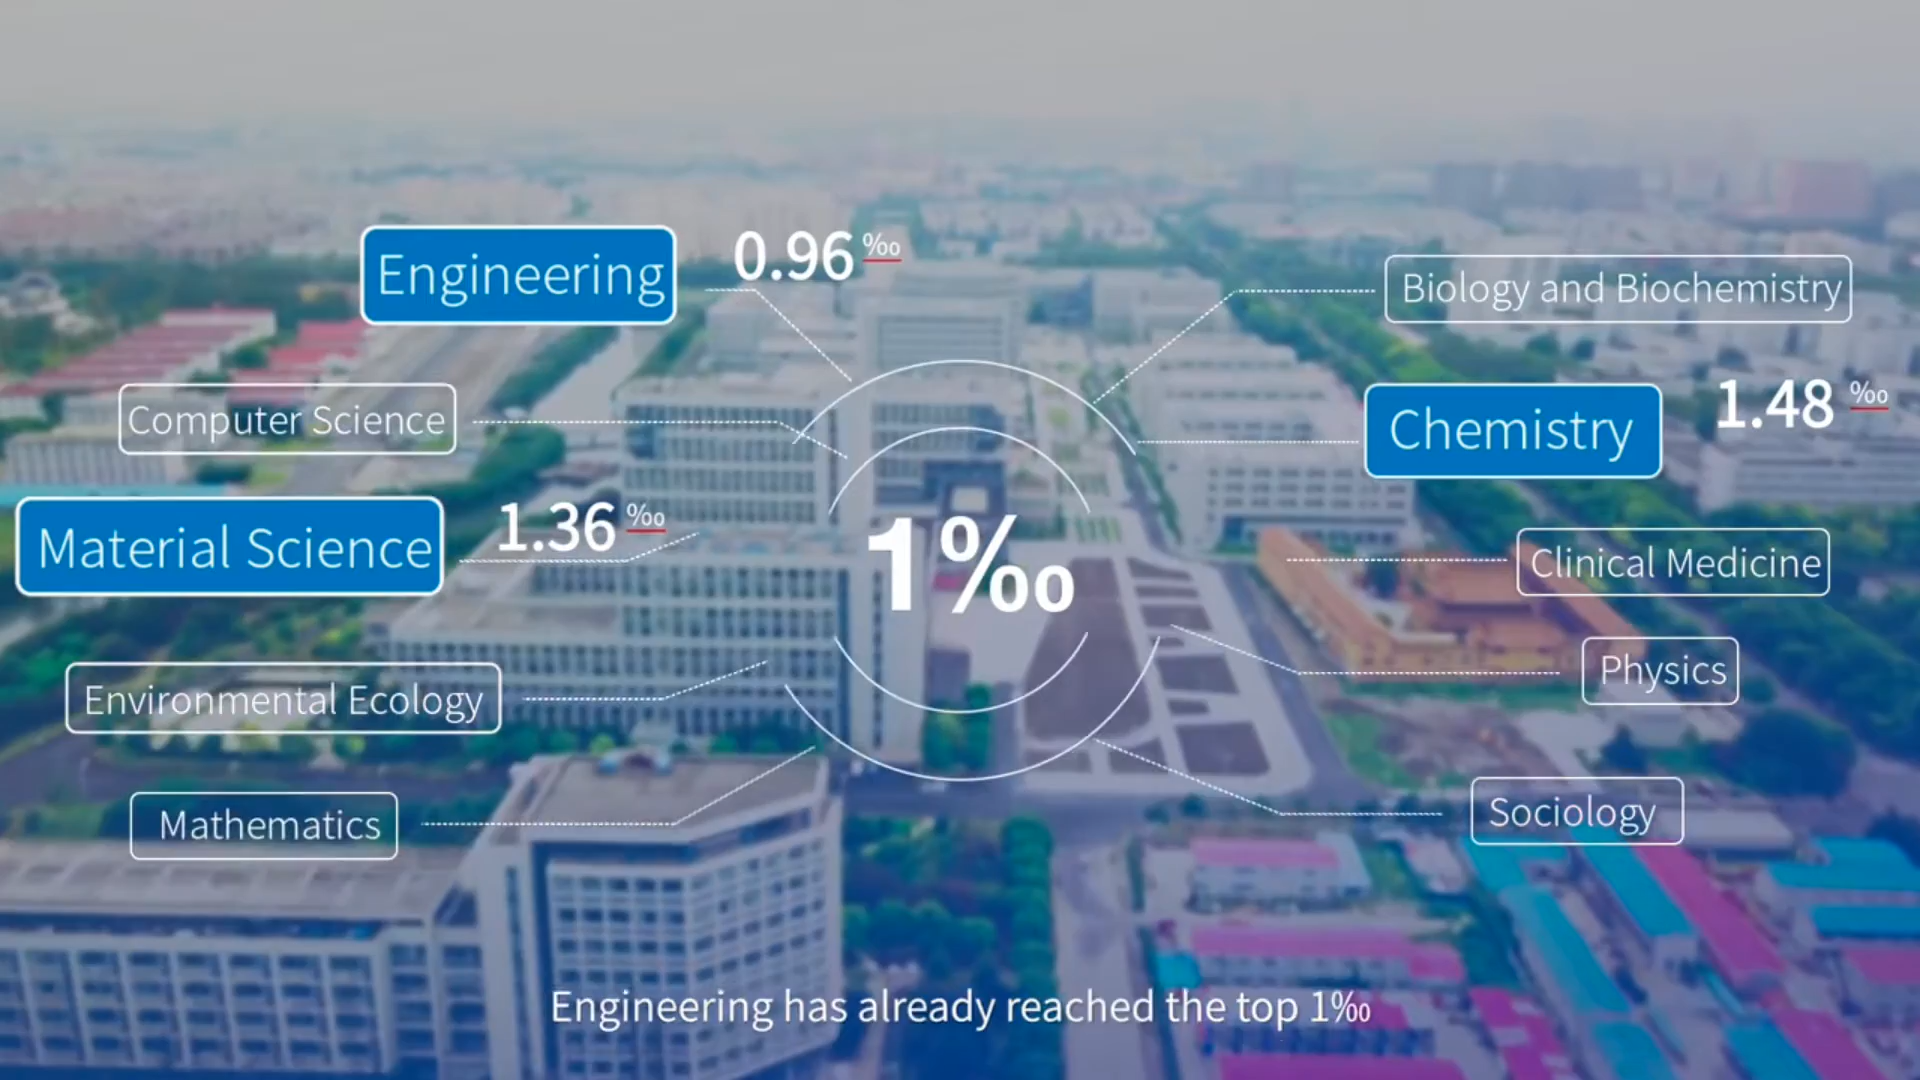 Engineering
0.96‰
Computer Science
Material Science
1.36‰
Environmental Ecology
Mathematics
1‰
Biology and Biochemistry
Chemistry
1.48‰
Clinical Medicine
Physics
Sociology
Engineering has already reached the top 1‰